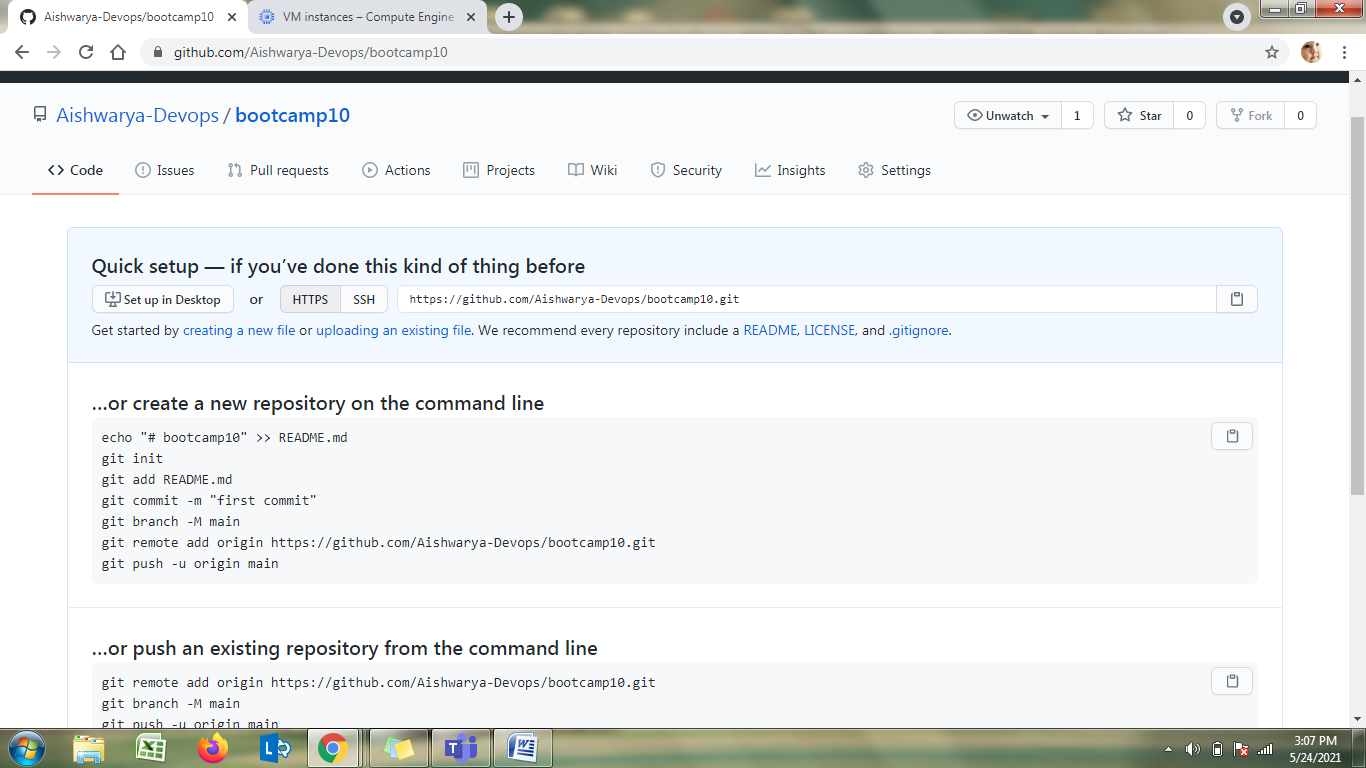 Aishwarya-Devops/bootcamp10
VM instances – Compute Engine
github.com/Aishwarya-Devops/bootcamp10
Aishwarya-Devops / bootcamp10
Unwatch 1
Star 0
Fork 0
Code
Issues
Pull requests
Actions
Projects
Wiki
Security
Insights
Settings
Quick setup — if you’ve done this kind of thing before
Set up in Desktop or HTTPS SSH https://github.com/Aishwarya-Devops/bootcamp10.git
Get started by creating a new file or uploading an existing file. We recommend every repository include a README, LICENSE, and .gitignore.
…or create a new repository on the command line
echo "# bootcamp10" >> README.md
git init
git add README.md
git commit -m "first commit"
git branch -M main
git remote add origin https://github.com/Aishwarya-Devops/bootcamp10.git
git push -u origin main
…or push an existing repository from the command line
git remote add origin https://github.com/Aishwarya-Devops/bootcamp10.git
git branch -M main
git push -u origin main
3:07 PM
5/24/2021